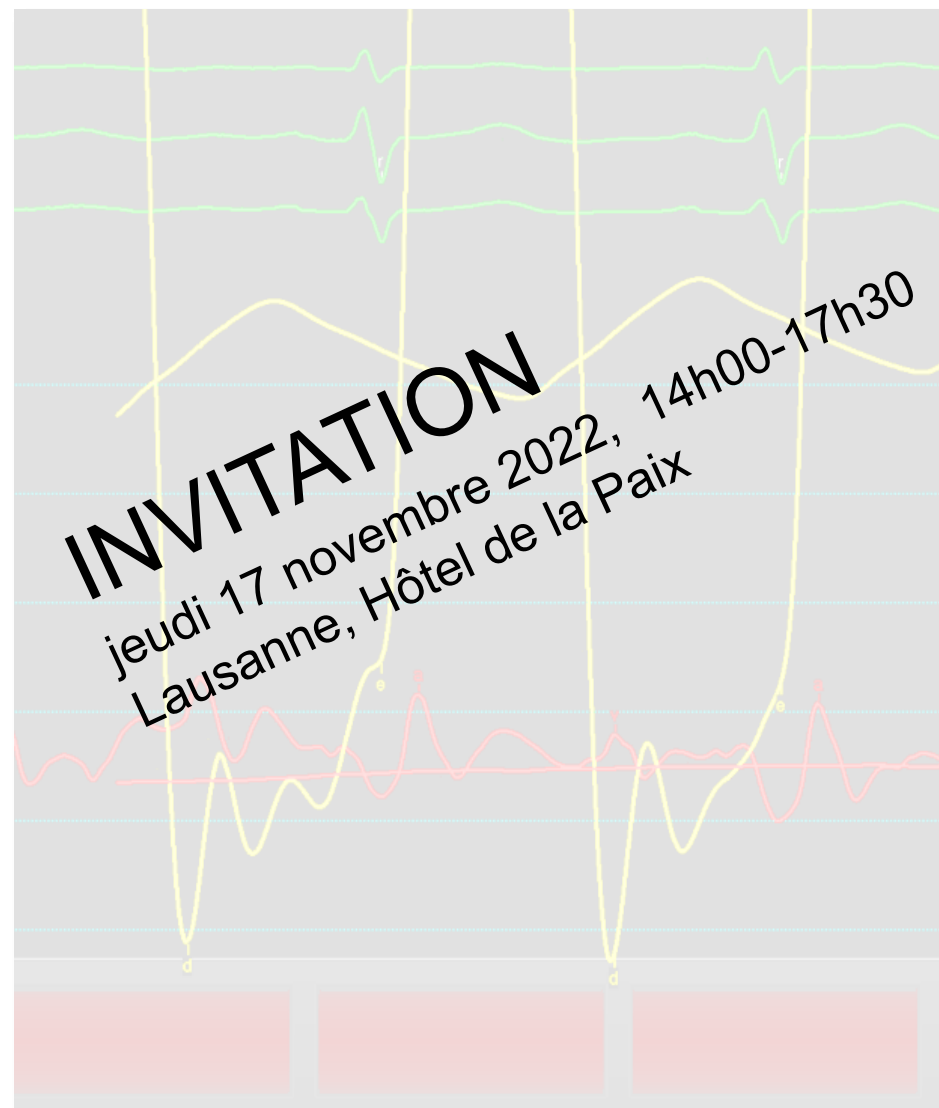 r r
INVITATION
jeudi 17 novembre 2022, 14h00-17h30
Lausanne, Hôtel de la Paix
e e
d d